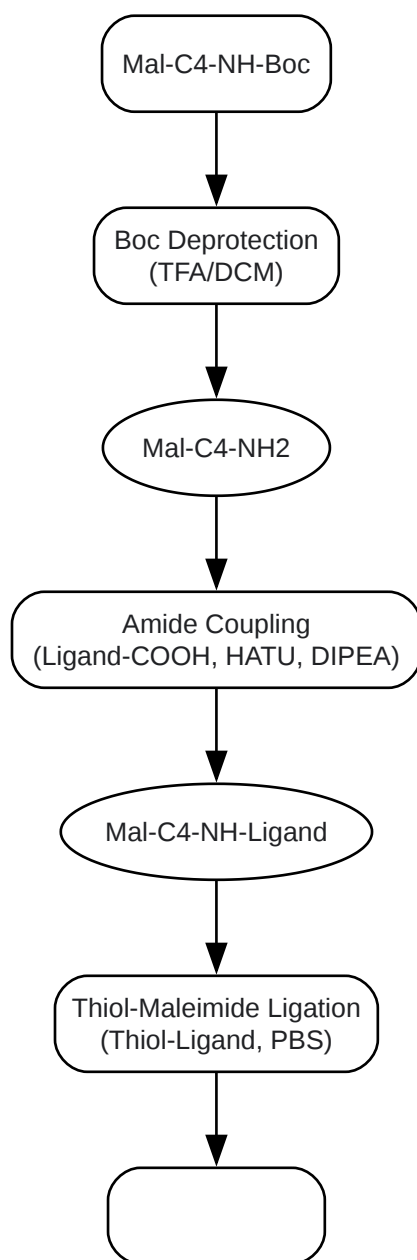 Mal-C4-NH-Boc
Boc Deprotection
(TFA/DCM)
Mal-C4-NH2
Amide Coupling
(Ligand-COOH, HATU, DIPEA)
Mal-C4-NH-Ligand
Thiol-Maleimide Ligation
(Thiol-Ligand, PBS)